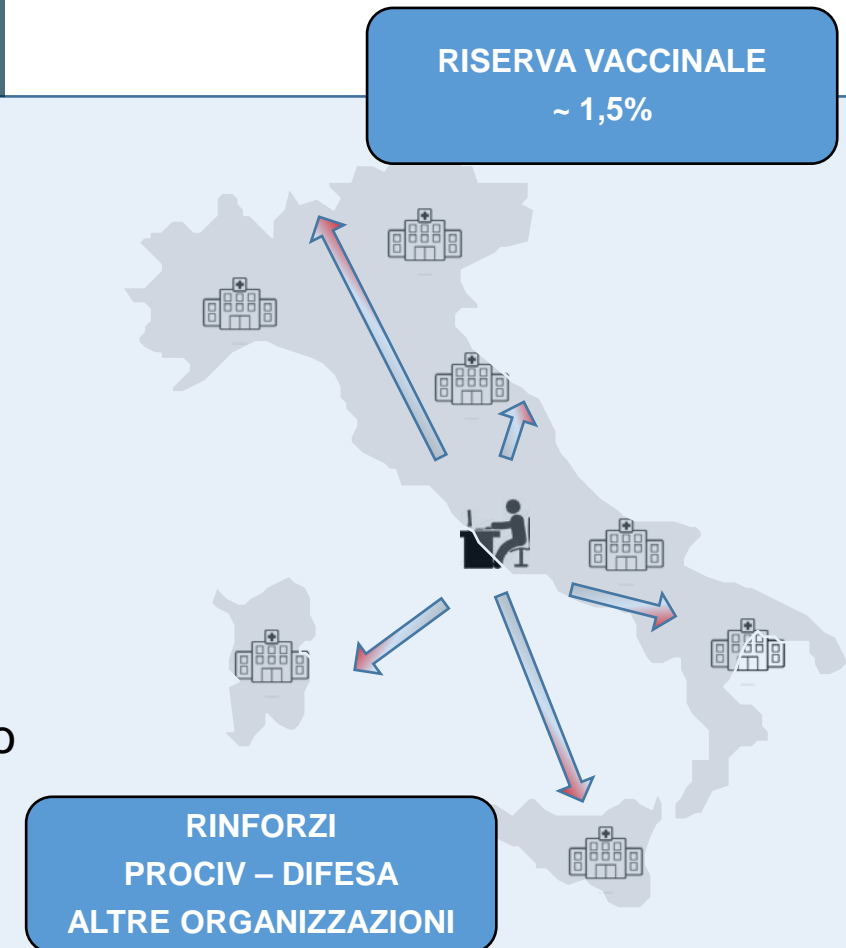 RISERVA VACCINALE
~ 1,5%
o
RINFORZI
PROCIV – DIFESA
ALTRE ORGANIZZAZIONI